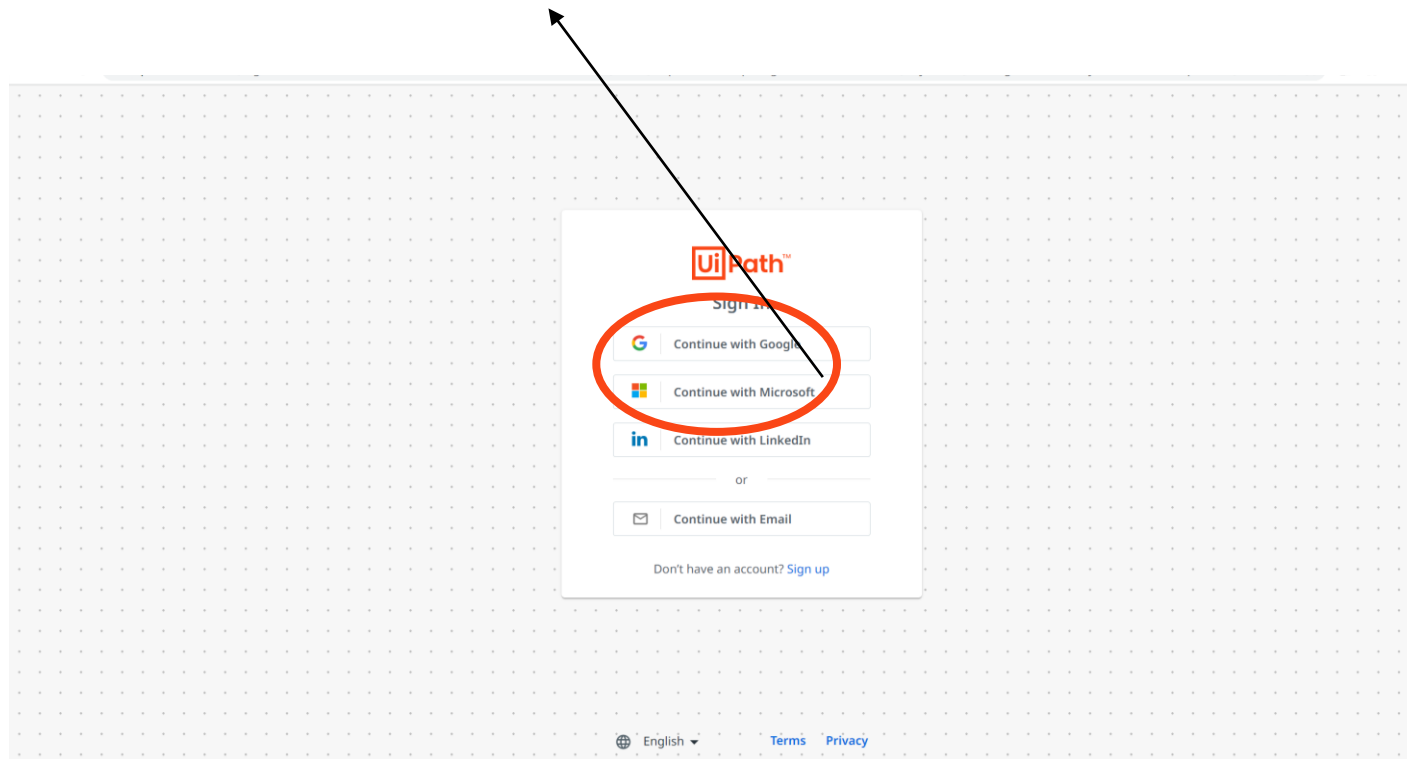 UiPath™
Sign In
Continue with Google
Continue with Microsoft
in Continue with LinkedIn
or
Continue with Email
Don't have an account? Sign up
English Terms Privacy